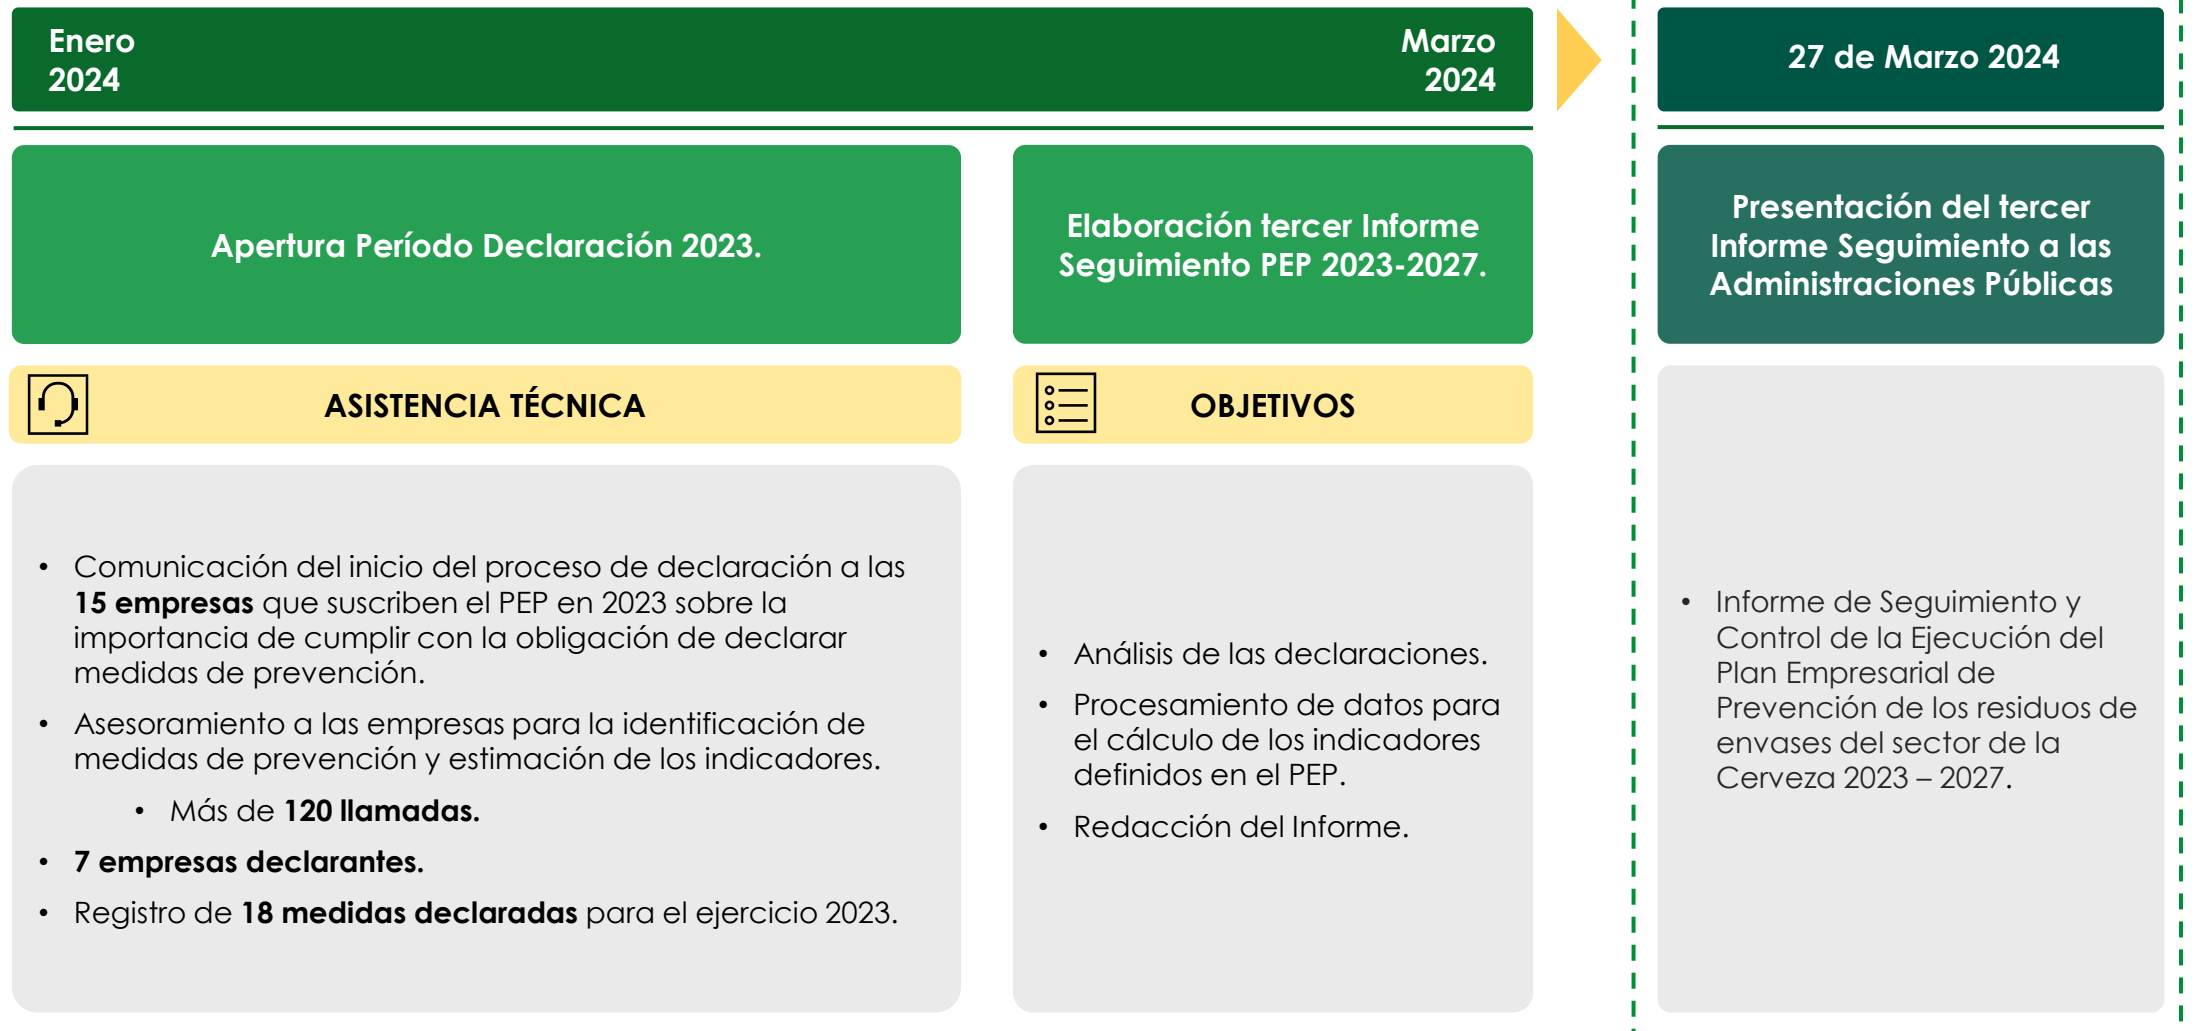 Enero
2024
Marzo
2024
27 de Marzo 2024
Apertura Período Declaración 2023.
Elaboración tercer Informe
Seguimiento PEP 2023-2027.
Presentación del tercer
Informe Seguimiento a las
Administraciones Públicas
ASISTENCIA TÉCNICA
• Comunicación del inicio del proceso de declaración a las
15 empresas que suscriben el PEP en 2023 sobre la
importancia de cumplir con la obligación de declarar
medidas de prevención.
• Asesoramiento a las empresas para la identificación de
medidas de prevención y estimación de los indicadores.
• Más de 120 llamadas.
• 7 empresas declarantes.
• Registro de 18 medidas declaradas para el ejercicio 2023.
OBJETIVOS
• Análisis de las declaraciones.
• Procesamiento de datos para
el cálculo de los indicadores
definidos en el PEP.
• Redacción del Informe.
• Informe de Seguimiento y
Control de la Ejecución del
Plan Empresarial de
Prevención de los residuos de
envases del sector de la
Cerveza 2023 – 2027.